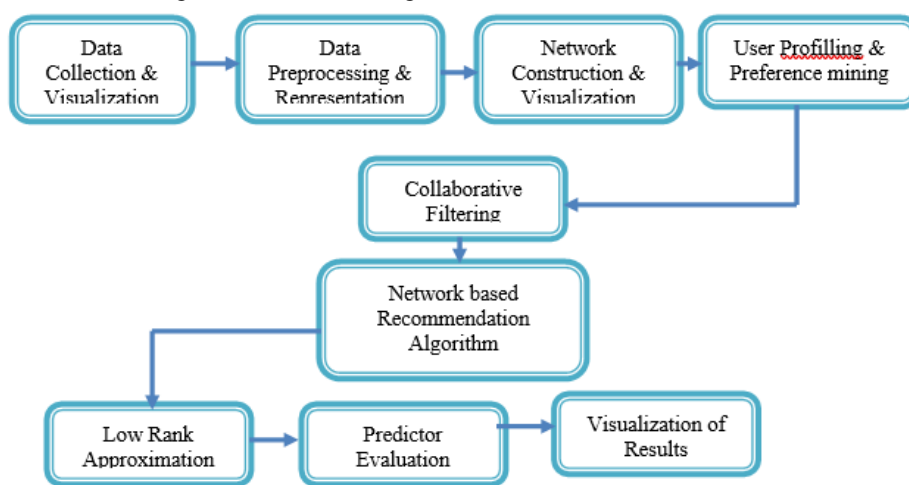 Data
Collection &
Visualization
Data
Preprocessing &
Representation
Network
Construction &
Visualization
User Profilling &
Preference mining
Collaborative
Filtering
Network based
Recommendation
Algorithm
Low Rank
Approximation
Predictor
Evaluation
Visualization of
Results